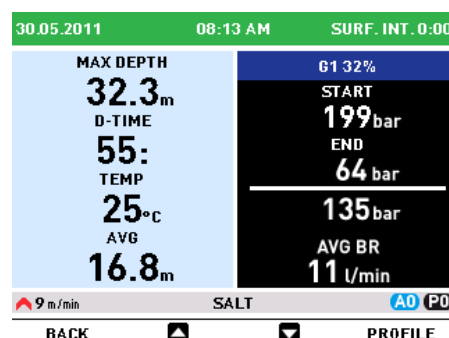 30.05.2011 08:13 AM SURF. INT. 0:00
MAX DEPTH
32.3m
D-TIME
55:
TEMP
25°C
AVG
16.8m
G1 32%
START
199bar
END
64 bar
135bar
AVG BR
11 l/min
9 m/min SALT A0 P0
BACK PROFILE